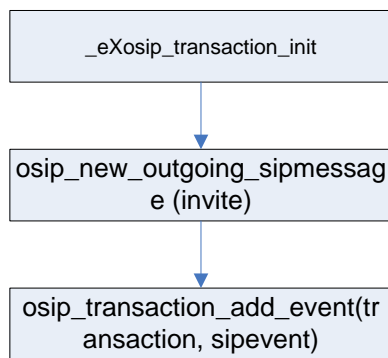 _eXosip_transaction_init
osip_new_outgoing_sipmessag
e (invite)
osip_transaction_add_event(tr
ansaction, sipevent)